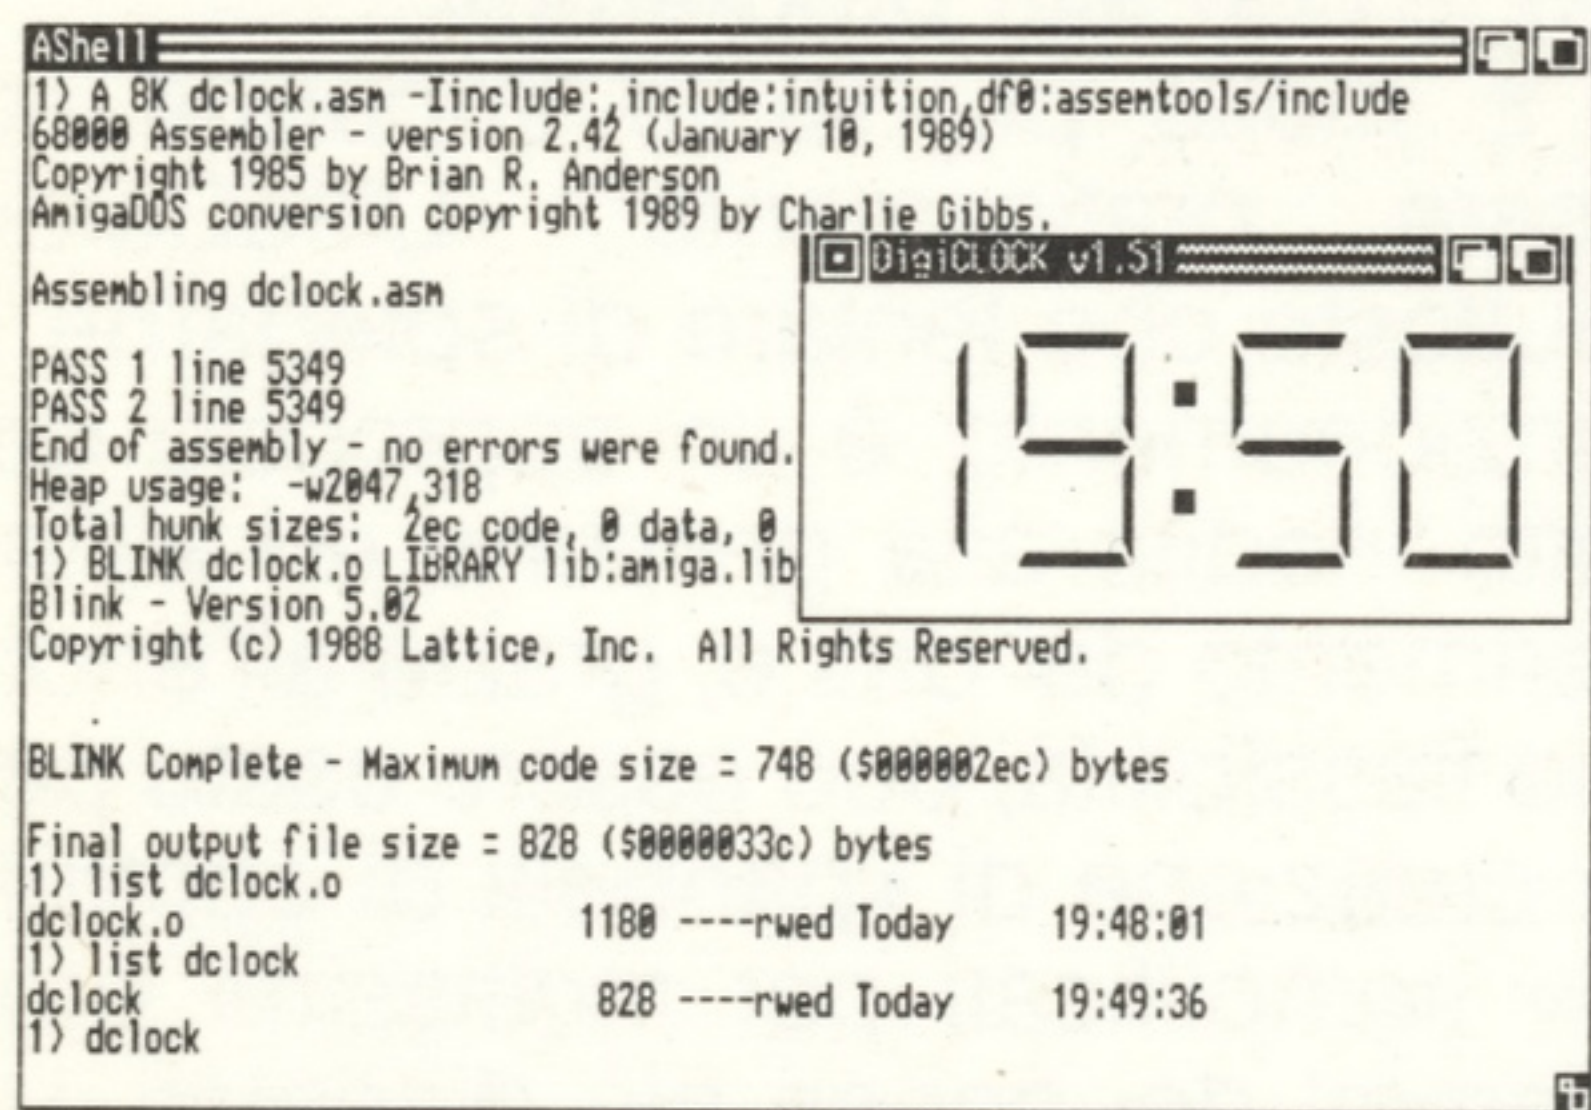 AShell
1) A 8K dclock.asm -Iinclude:,include:intuition,df0:assemtools/include
68000 Assembler - version 2.42 (January 10, 1989)
Copyright 1985 by Brian R. Anderson
AmigaDOS conversion copyright 1989 by Charlie Gibbs.
Assembling dclock.asm
PASS 1 line 5349
PASS 2 line 5349
End of assembly - no errors were found.
Heap usage:  -w2047,318
Total hunk sizes:  2ec code, 0 data, 0
1) BLINK dclock.o LIBRARY lib:amiga.lib
Blink - Version 5.02
Copyright (c) 1988 Lattice, Inc.  All Rights Reserved.
BLINK Complete - Maximum code size = 748 ($000002ec) bytes
Final output file size = 828 ($0000033c) bytes
1) list dclock.o
dclock.o 1180 ----rwed Today 19:48:01
1) list dclock
dclock 828 ----rwed Today 19:49:36
1) dclock
DigiCLOCK v1.51
19:50